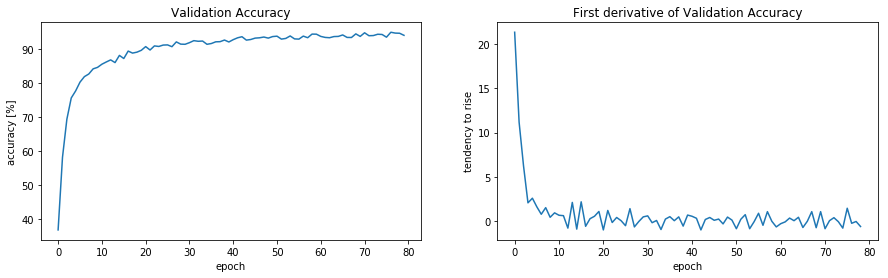 Validation Accuracy
accuracy [%]
90
80
70
60
50
40
0 10 20 30 40 50 60 70 80
epoch
First derivative of Validation Accuracy
tendency to rise
20
15
10
5
0
0 10 20 30 40 50 60 70 80
epoch